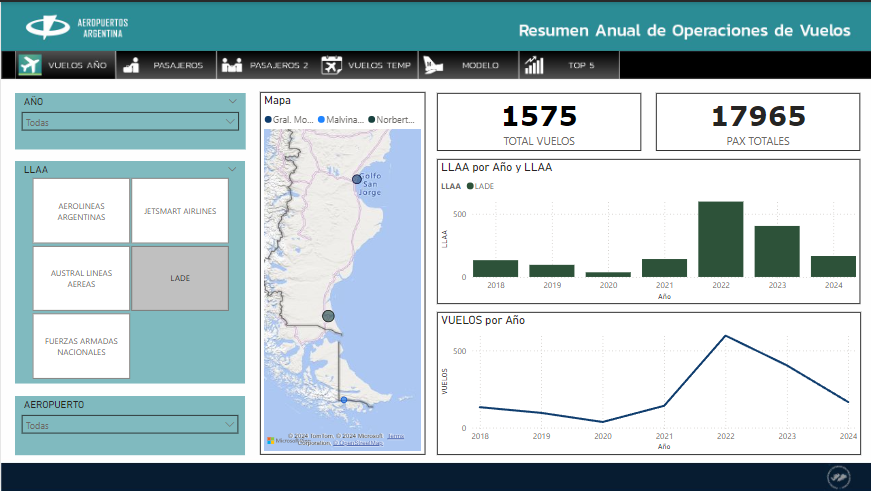 AEROPUERTOS
ARGENTINA
Resumen Anual de Operaciones de Vuelos
VUELOS AÑO
PASAJEROS
PASAJEROS 2
VUELOS TEMP
MODELO
TOP 5
AÑO
Todas
LLAA
AEROLINEAS
ARGENTINAS
JETSMART AIRLINES
AUSTRAL LINEAS
AEREAS
LADE
FUERZAS ARMADAS
NACIONALES
AEROPUERTO
Todas
Mapa
Gral. Mo... Malvina... Norbert...
Golfo
San
Jorge
© 2024 TomTom, © 2024 Microsoft
Corporation, © OpenStreetMap
Terms
Microsoft
1575
TOTAL VUELOS
17965
PAX TOTALES
LLAA por Año y LLAA
LLAA LADE
LLAA
500
0
2018 2019 2020 2021 2022 2023 2024
Año
VUELOS por Año
VUELOS
500
0
2018 2019 2020 2021 2022 2023 2024
Año